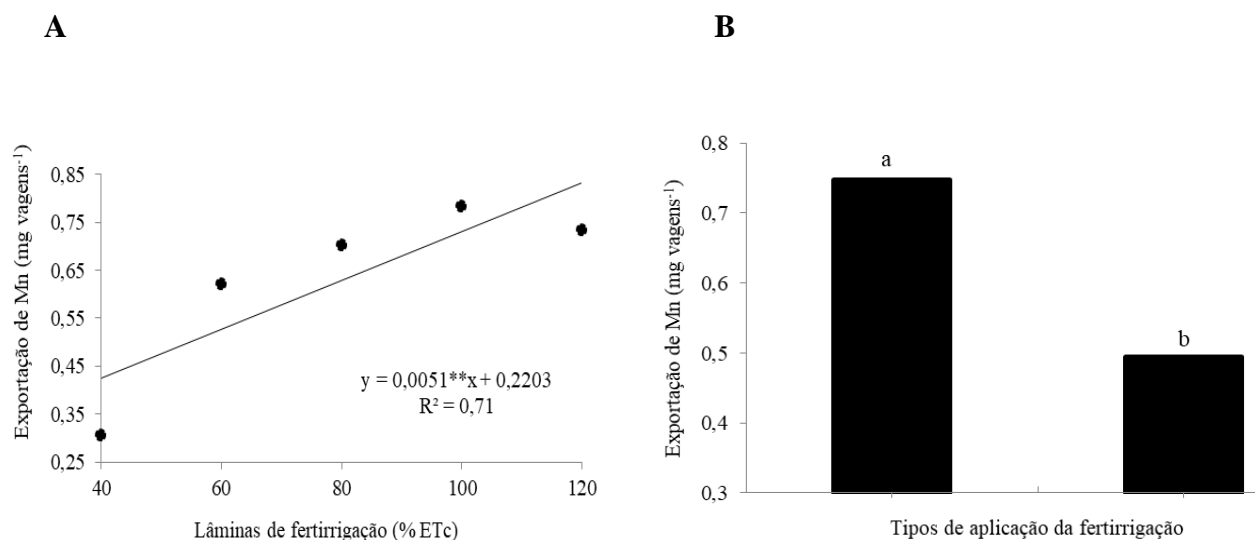 A
Exportação de Mn (mg vagens⁻¹)
0,85
0,75
0,65
0,55
0,45
0,35
0,25
y = 0,0051**x + 0,2203
R² = 0,71
40 60 80 100 120
Lâminas de fertirrigação (% ETc)
B
Exportação de Mn (mg vagens⁻¹)
0,8
0,7
0,6
0,5
0,4
0,3
a
b
Tipos de aplicação da fertirrigação